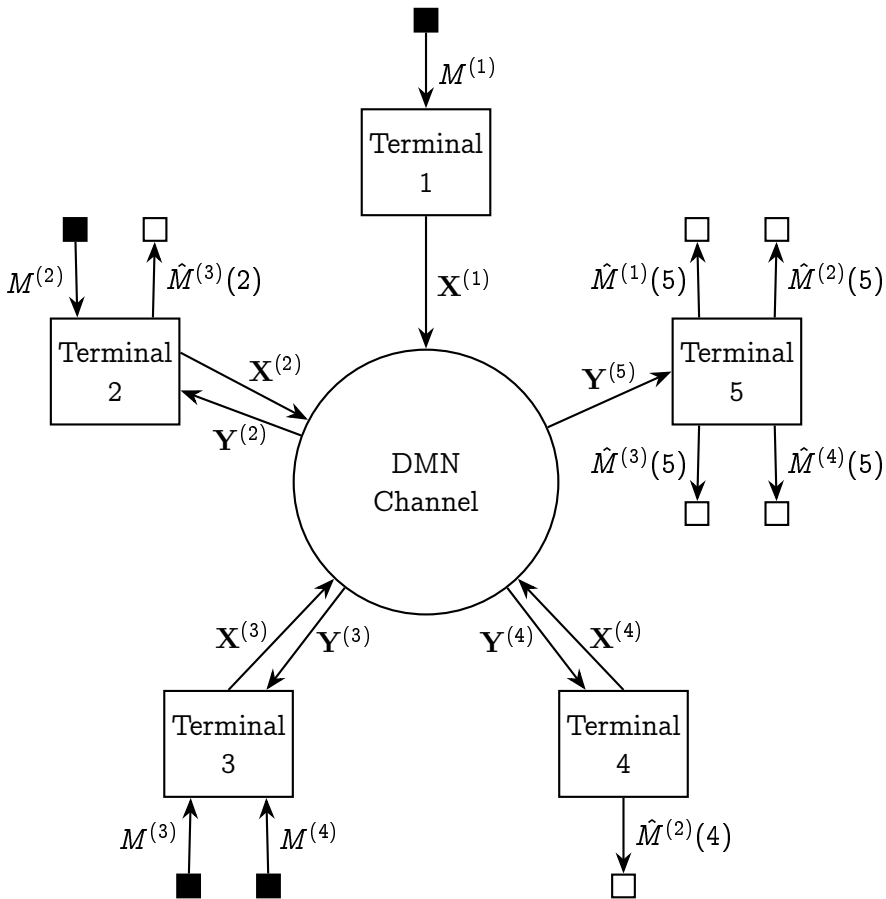 M^(1)
Terminal
1
X^(1)
M^(2)
M̂^(3)(2)
Terminal
2
X^(2)
Y^(2)
M̂^(1)(5)
M̂^(2)(5)
Terminal
5
Y^(5)
M̂^(3)(5)
M̂^(4)(5)
DMN
Channel
X^(3)
Y^(3)
Y^(4)
X^(4)
Terminal
3
Terminal
4
M^(3)
M^(4)
M̂^(2)(4)